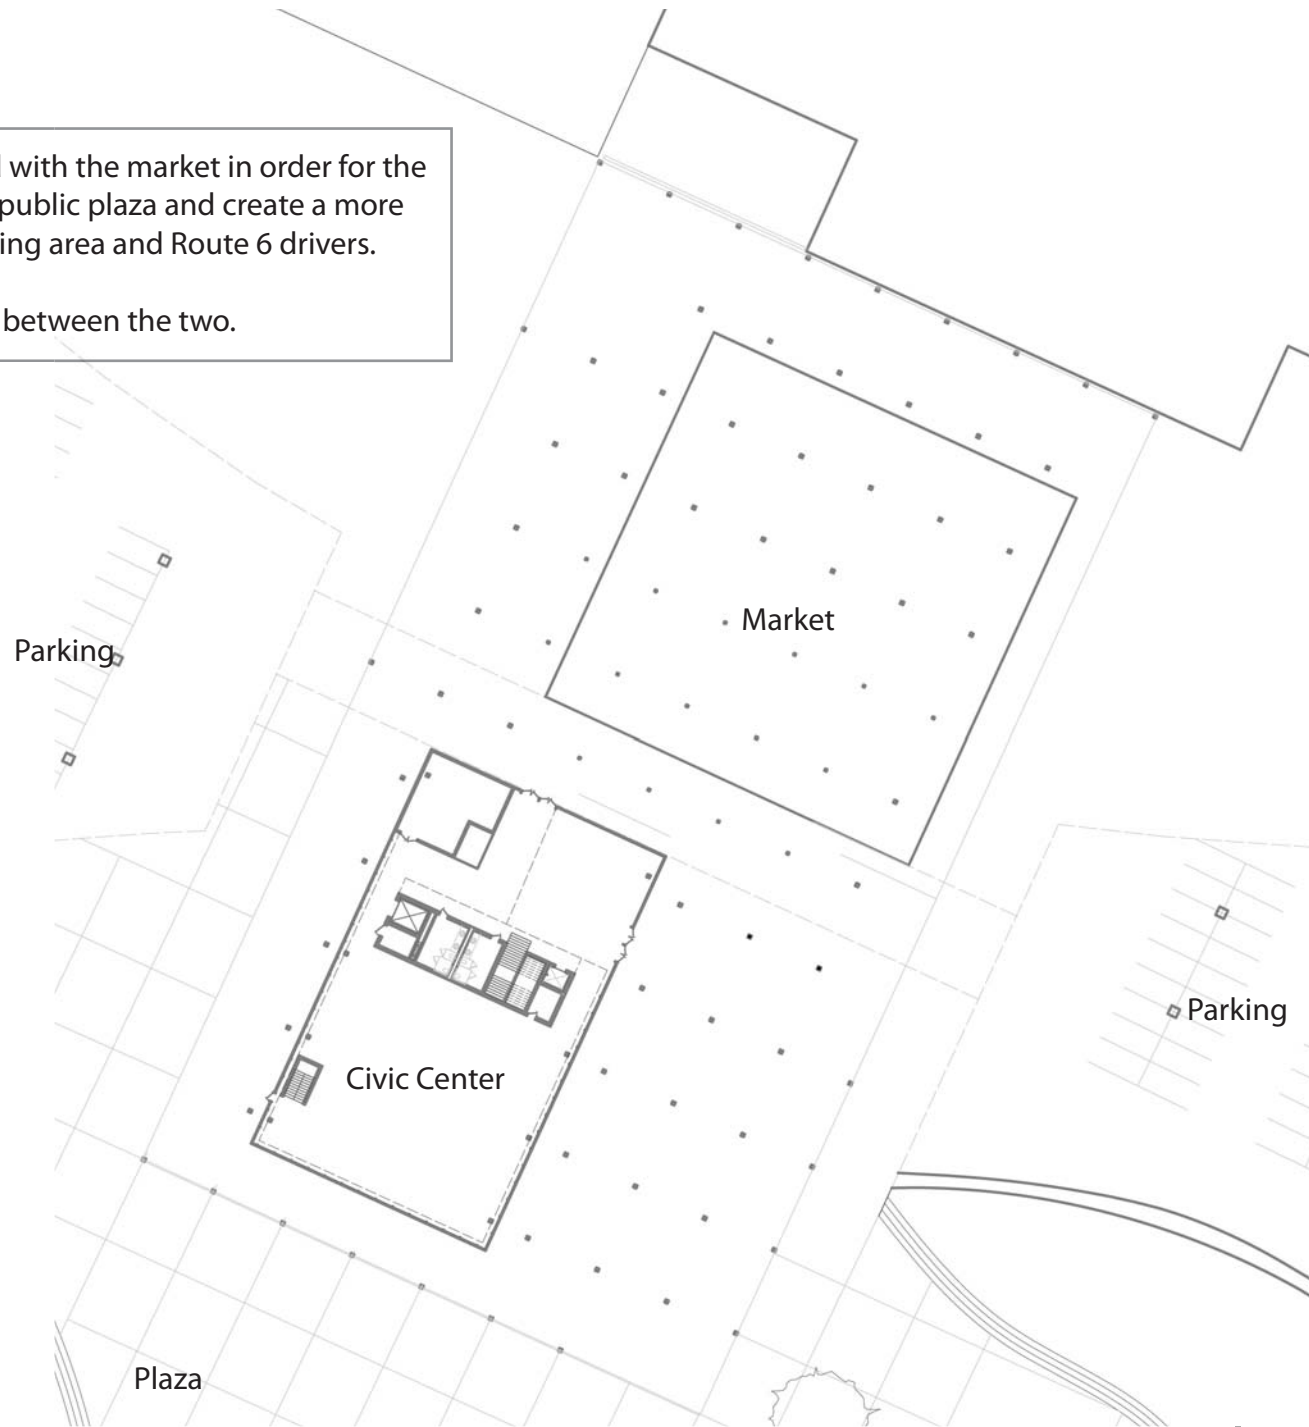 with the market in order for the
public plaza and create a more
ing area and Route 6 drivers.
between the two.
Market
Parking
Parking
Civic Center
Plaza